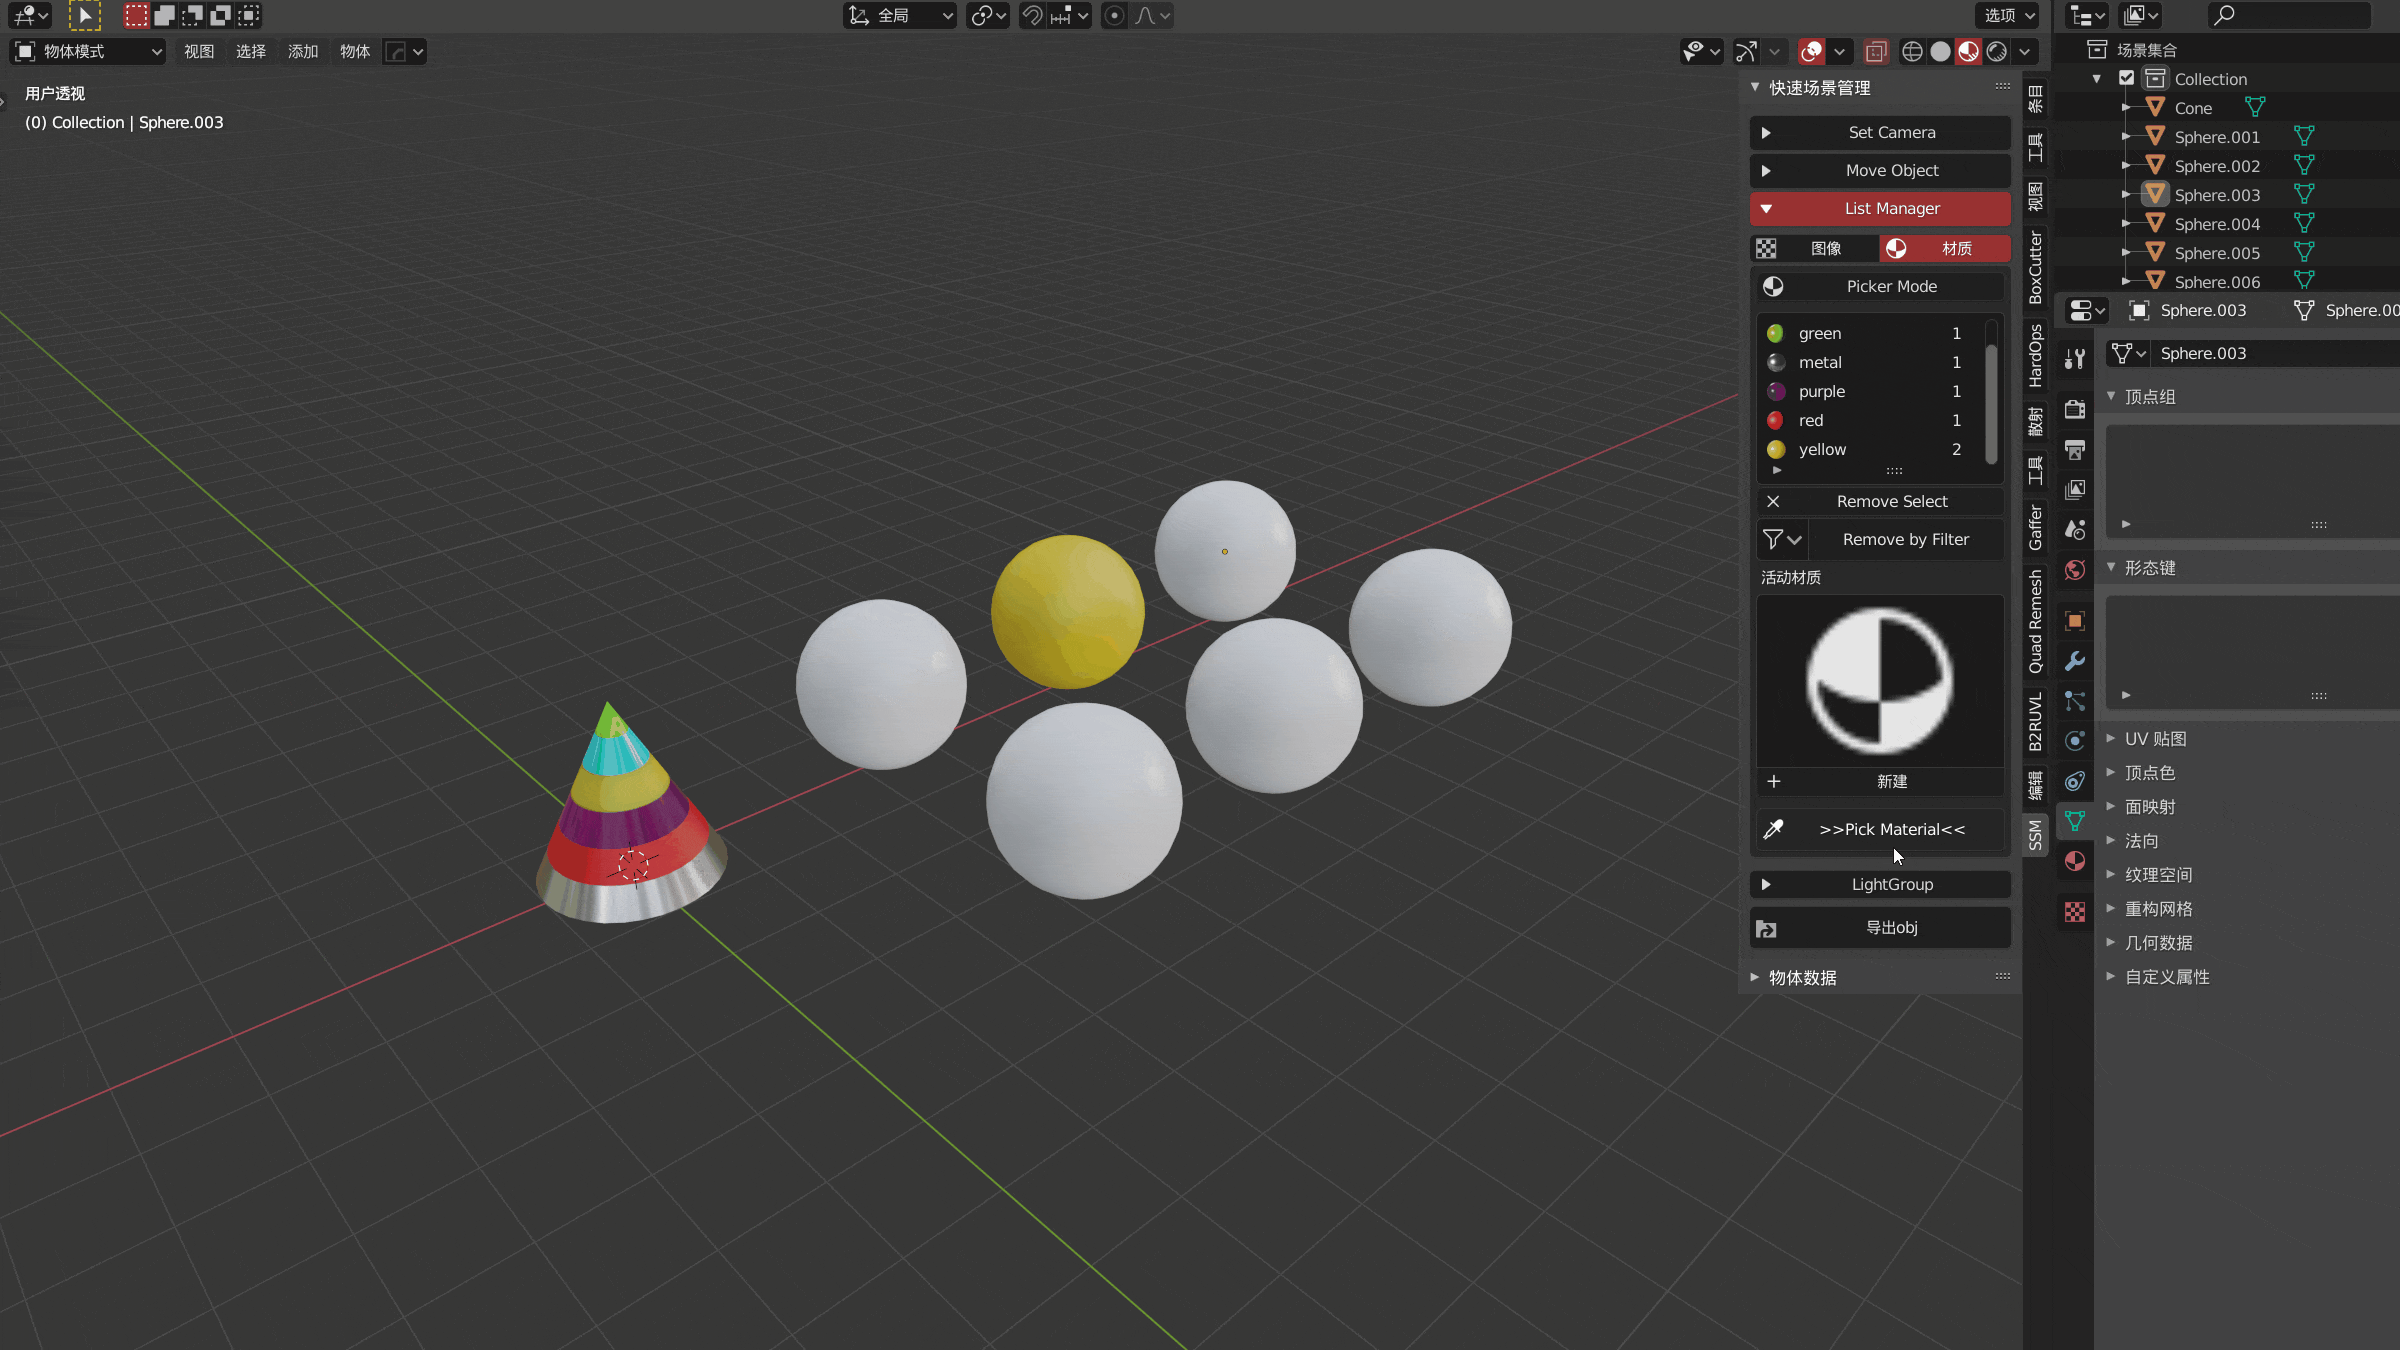 全局
选项
物体模式
视图
选择
添加
物体
用户透视
(0) Collection | Sphere.003
快速场景管理
Set Camera
Move Object
List Manager
图像
材质
Picker Mode
green 1
metal 1
purple 1
red 1
yellow 2
Remove Select
Remove by Filter
活动材质
新建
>>Pick Material<<
LightGroup
导出obj
物体数据
条目
工具
视图
BoxCutter
HardOps
散射
工具
Gaffer
Quad Remesh
B2RUVL
编辑
SSM
场景集合
Collection
Cone
Sphere.001
Sphere.002
Sphere.003
Sphere.004
Sphere.005
Sphere.006
Sphere.003
Sphere.00
Sphere.003
顶点组
形态键
UV 贴图
顶点色
面映射
法向
纹理空间
重构网格
几何数据
自定义属性